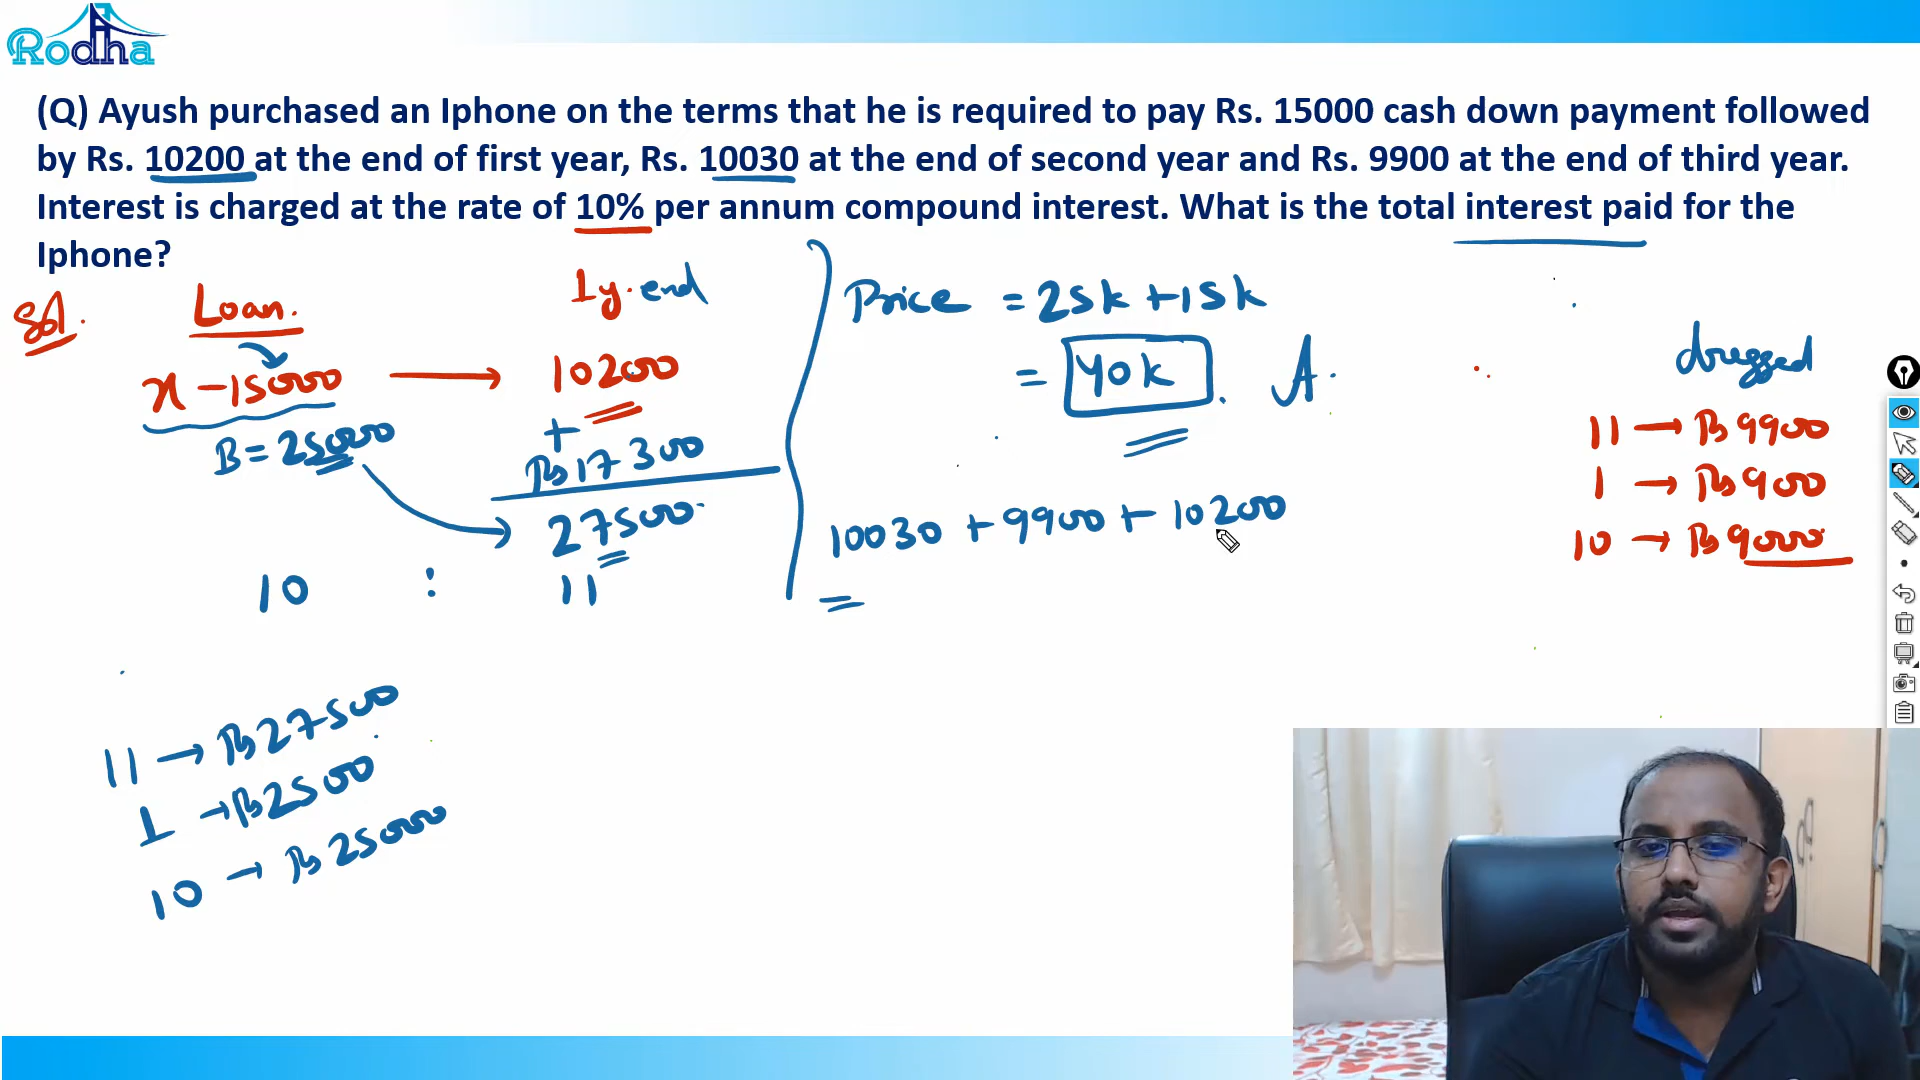 Rodha
(Q) Ayush purchased an Iphone on the terms that he is required to pay Rs. 15000 cash down payment followed
by Rs. 10200 at the end of first year, Rs. 10030 at the end of second year and Rs. 9900 at the end of third year.
Interest is charged at the rate of 10% per annum compound interest. What is the total interest paid for the
Iphone?
Sol.
Loan.
1y. end
x - 15000 → 10200
+
B = 25000
Rs 17300
27500
10 : 11
11 → Rs 27500
1 → Rs 2500
10 → Rs 25000
Price = 25k + 15k
= 40k. A.
10030 + 9900 + 10200
11 → Rs 9900
1 → Rs 900
10 → Rs 9000